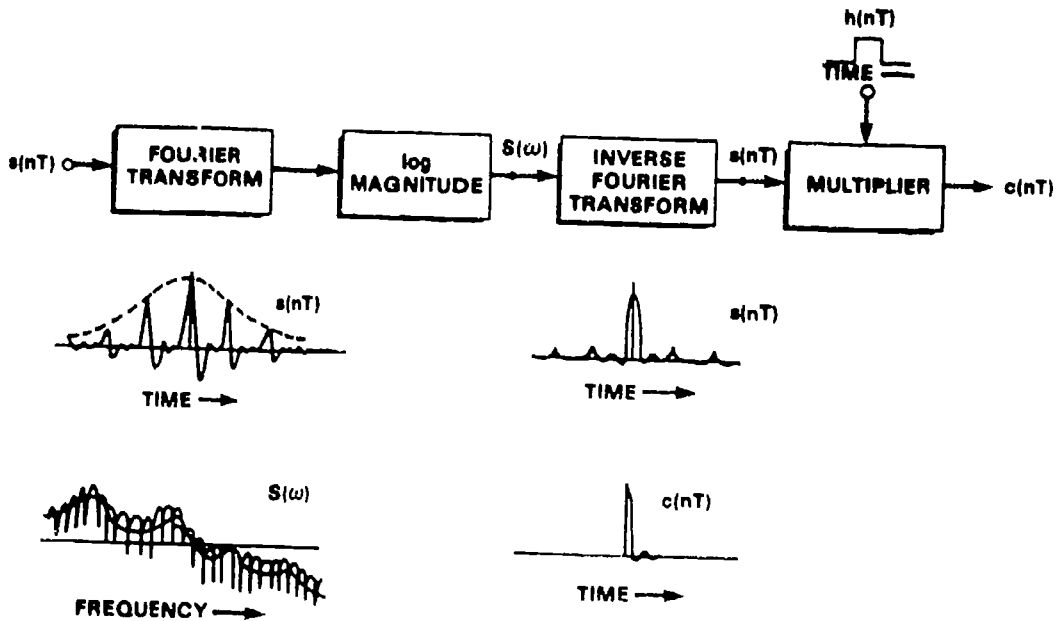 h(nT)
TIME
s(nT)
FOURIER
TRANSFORM
log
MAGNITUDE
S(ω)
INVERSE
FOURIER
TRANSFORM
s(nT)
MULTIPLIER
c(nT)
s(nT)
TIME
s(nT)
TIME
S(ω)
FREQUENCY
c(nT)
TIME